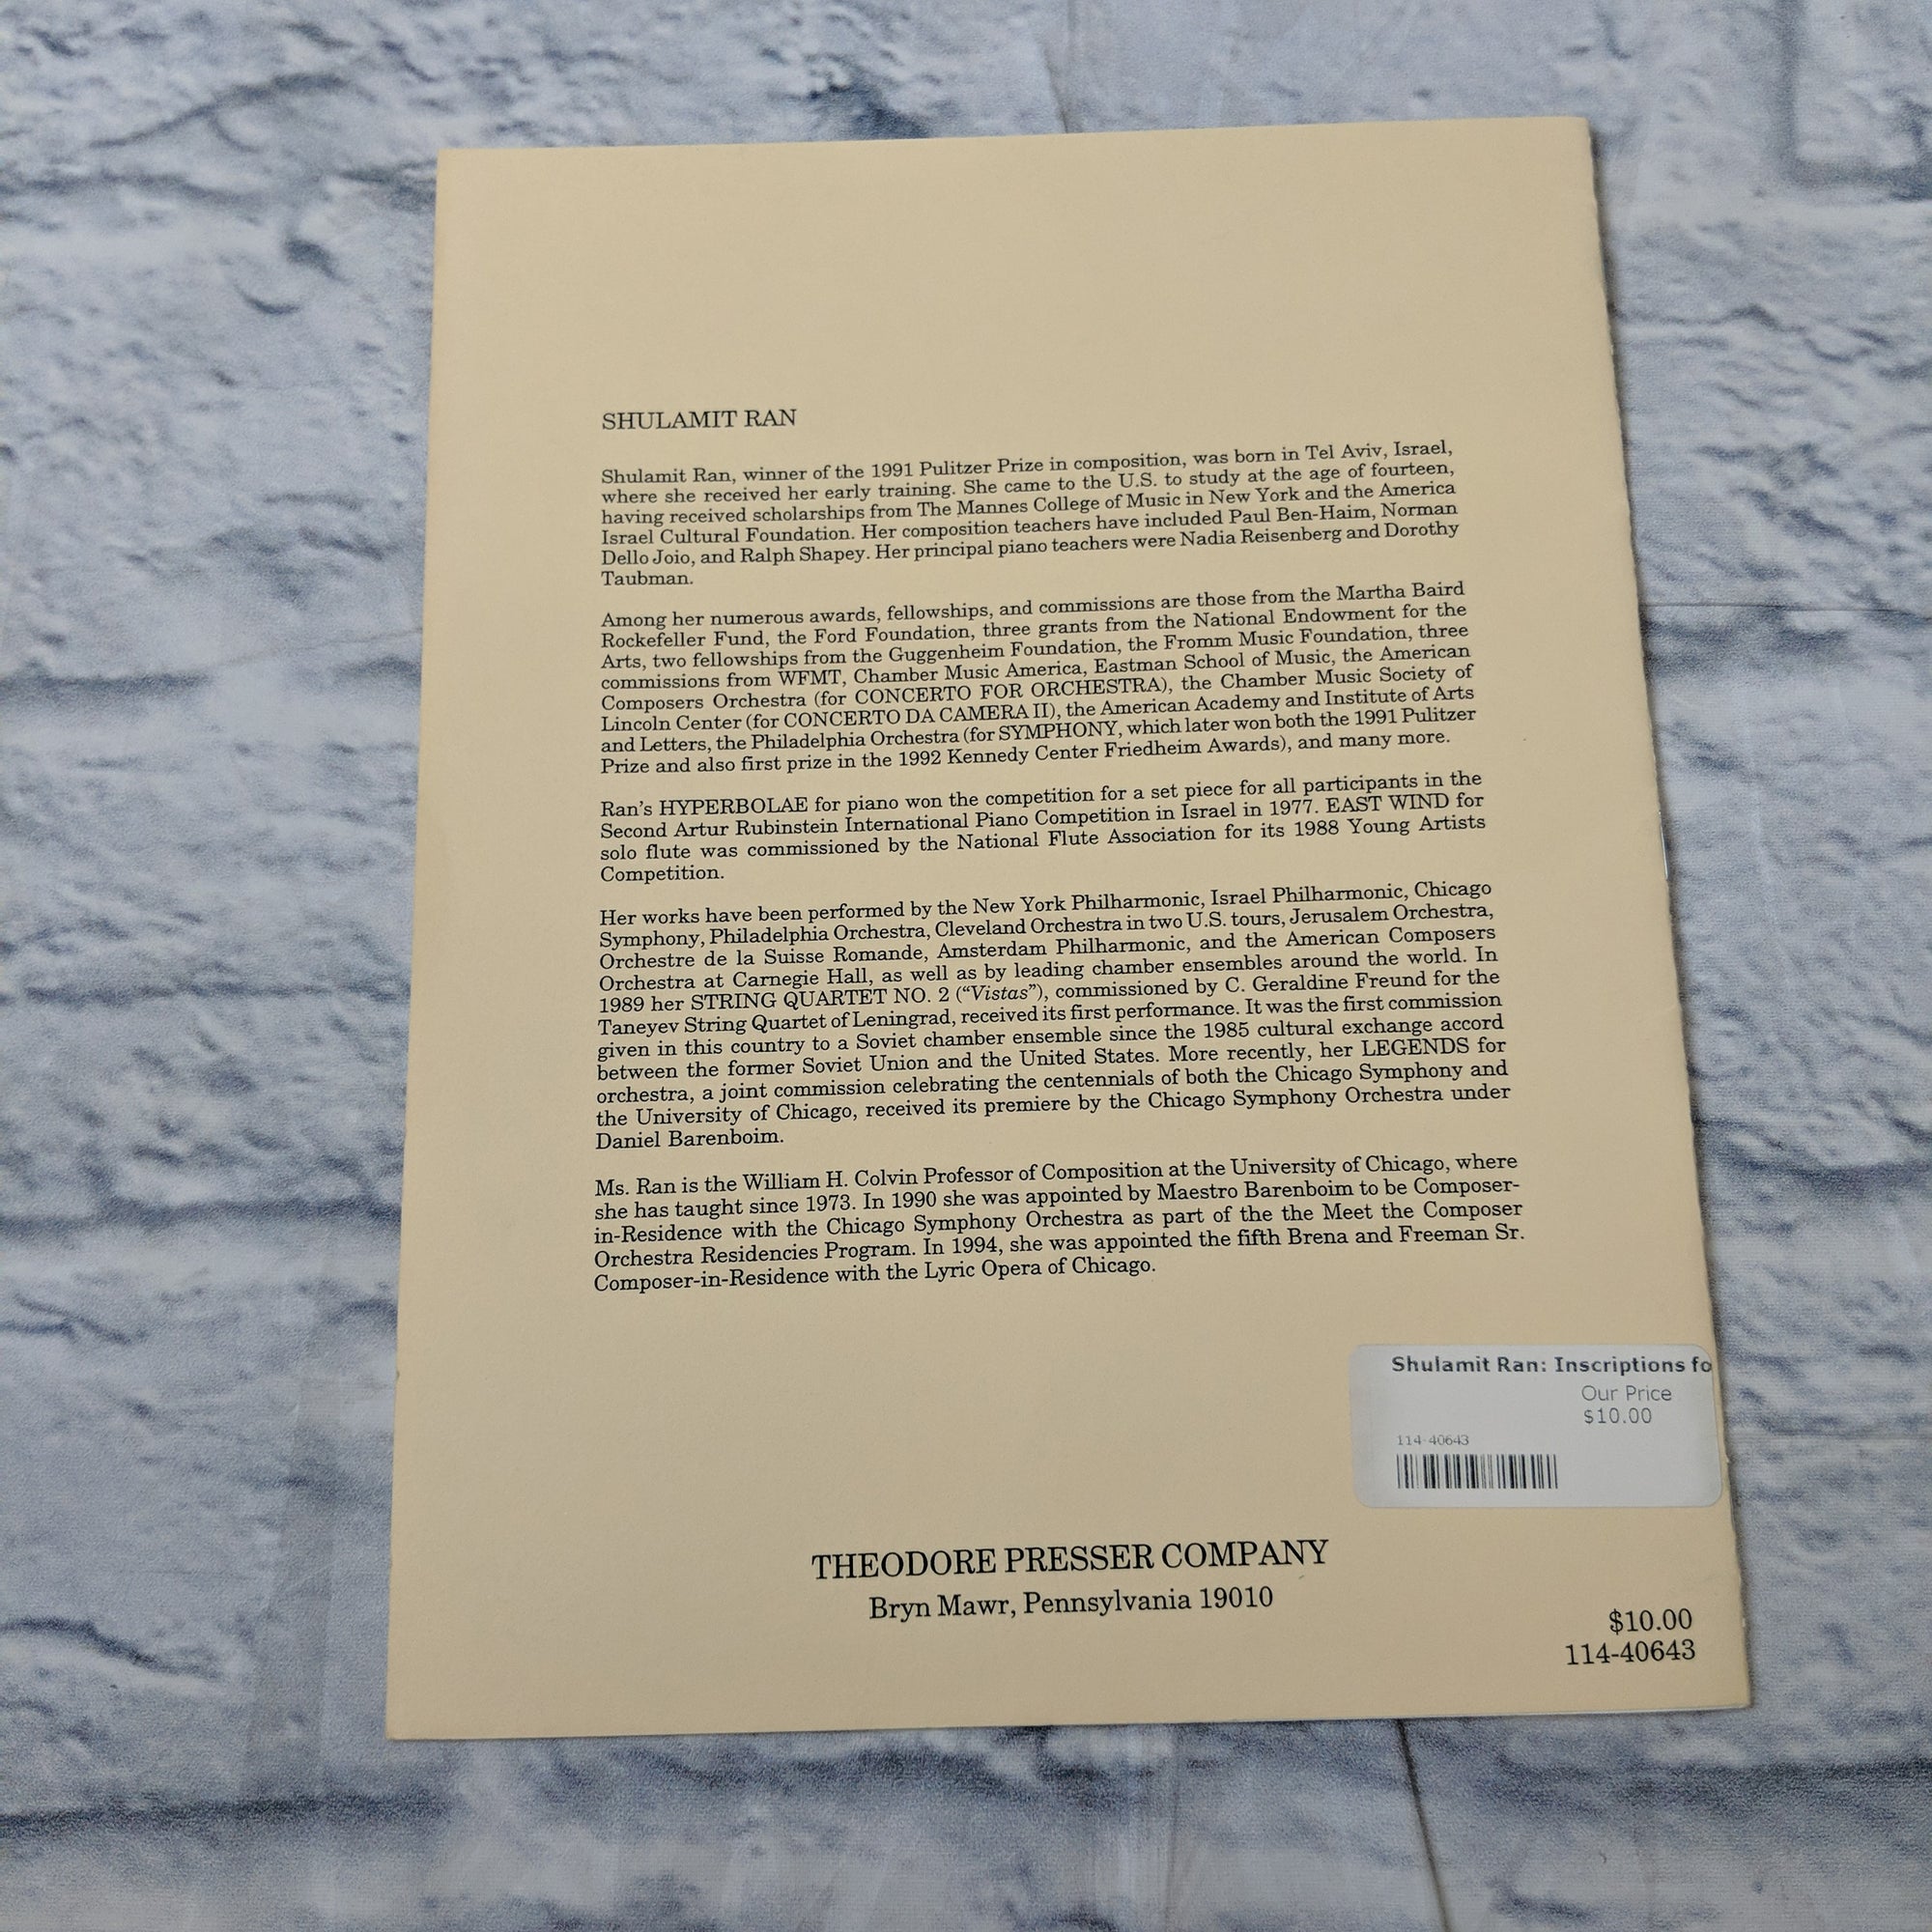 SHULAMIT RAN
Shulamit Ran, winner of the 1991 Pulitzer Prize in composition, was born in Tel Aviv, Israel,
where she received her early training. She came to the U.S. to study at the age of fourteen,
having received scholarships from The Mannes College of Music in New York and the America
Israel Cultural Foundation. Her composition teachers have included Paul Ben-Haim, Norman
Dello Joio, and Ralph Shapey. Her principal piano teachers were Nadia Reisenberg and Dorothy
Taubman.
Among her numerous awards, fellowships, and commissions are those from the Martha Baird
Rockefeller Fund, the Ford Foundation, three grants from the National Endowment for the
Arts, two fellowships from the Guggenheim Foundation, the Fromm Music Foundation, three
commissions from WFMT, Chamber Music America, Eastman School of Music, the American
Composers Orchestra (for CONCERTO FOR ORCHESTRA), the Chamber Music Society of
Lincoln Center (for CONCERTO DA CAMERA II), the American Academy and Institute of Arts
and Letters, the Philadelphia Orchestra (for SYMPHONY, which later won both the 1991 Pulitzer
Prize and also first prize in the 1992 Kennedy Center Friedheim Awards), and many more.
Ran's HYPERBOLAE for piano won the competition for a set piece for all participants in the
Second Artur Rubinstein International Piano Competition in Israel in 1977. EAST WIND for
solo flute was commissioned by the National Flute Association for its 1988 Young Artists
Competition.
Her works have been performed by the New York Philharmonic, Israel Philharmonic, Chicago
Symphony, Philadelphia Orchestra, Cleveland Orchestra in two U.S. tours, Jerusalem Orchestra,
Orchestre de la Suisse Romande, Amsterdam Philharmonic, and the American Composers
Orchestra at Carnegie Hall, as well as by leading chamber ensembles around the world. In
1989 her STRING QUARTET NO. 2 ("Vistas"), commissioned by C. Geraldine Freund for the
Taneyev String Quartet of Leningrad, received its first performance. It was the first commission
given in this country to a Soviet chamber ensemble since the 1985 cultural exchange accord
between the former Soviet Union and the United States. More recently, her LEGENDS for
orchestra, a joint commission celebrating the centennials of both the Chicago Symphony and
the University of Chicago, received its premiere by the Chicago Symphony Orchestra under
Daniel Barenboim.
Ms. Ran is the William H. Colvin Professor of Composition at the University of Chicago, where
she has taught since 1973. In 1990 she was appointed by Maestro Barenboim to be Composer-
in-Residence with the Chicago Symphony Orchestra as part of the the Meet the Composer
Orchestra Residencies Program. In 1994, she was appointed the fifth Brena and Freeman Sr.
Composer-in-Residence with the Lyric Opera of Chicago.
Shulamit Ran: Inscriptions fo
Our Price
$10.00
114-40643
THEODORE PRESSER COMPANY
Bryn Mawr, Pennsylvania 19010
$10.00
114-40643